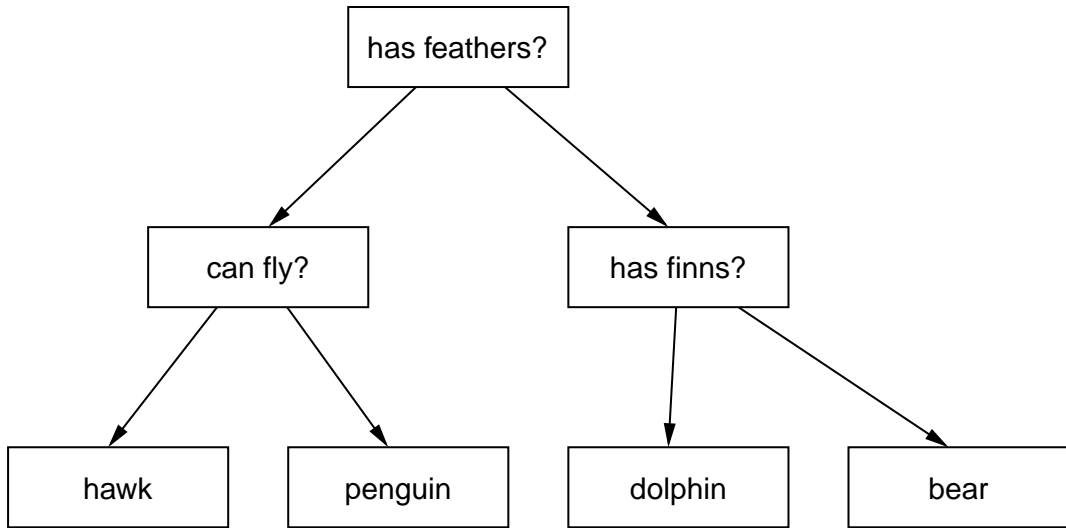 has feathers?
can fly?
has finns?
hawk
penguin
dolphin
bear